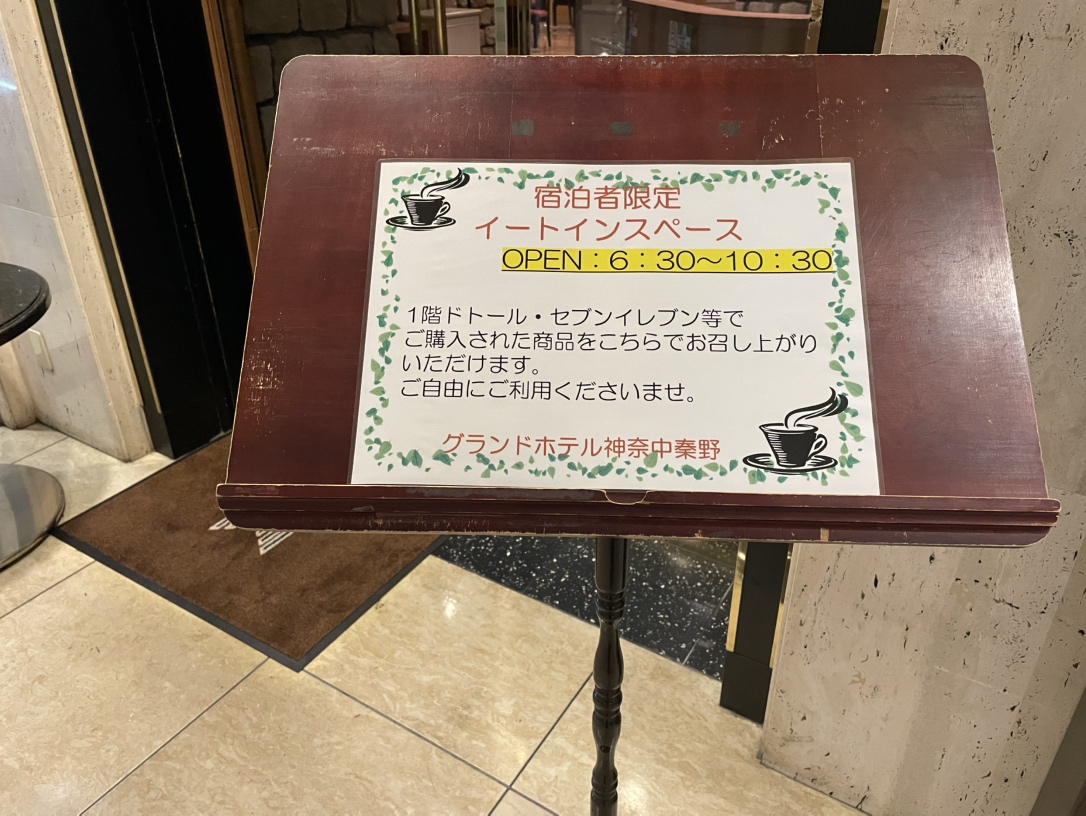 宿泊者限定
イートインスペース
OPEN：6：30～10：30
1階ドトール・セブンイレブン等で
ご購入された商品をこちらでお召し上がり
いただけます。
ご自由にご利用くださいませ。
グランドホテル神奈中秦野